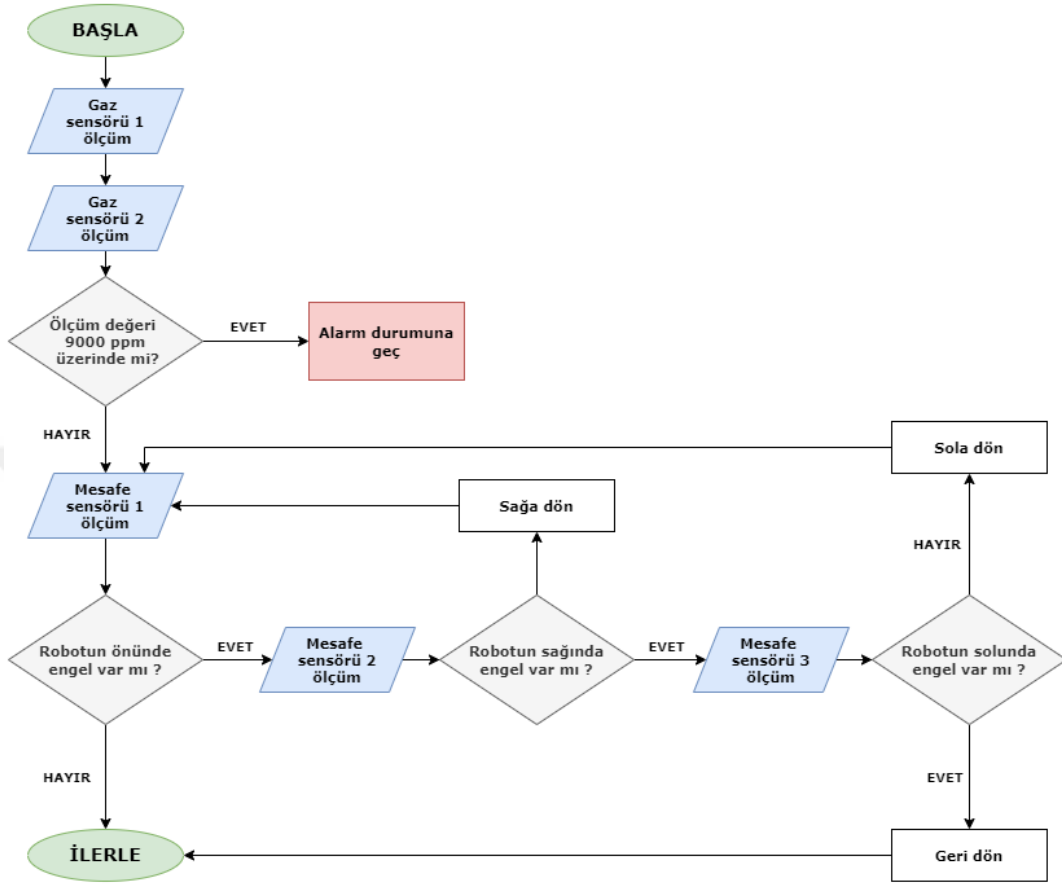 BAŞLA
Gaz
sensörü 1
ölçüm
Gaz
sensörü 2
ölçüm
Ölçüm değeri
9000 ppm
üzerinde mi?
EVET
Alarm durumuna
geç
HAYIR
Mesafe
sensörü 1
ölçüm
Sağa dön
Sola dön
HAYIR
Robotun önünde
engel var mı ?
EVET
Mesafe
sensörü 2
ölçüm
Robotun sağında
engel var mı ?
EVET
Mesafe
sensörü 3
ölçüm
Robotun solunda
engel var mı ?
HAYIR
EVET
İLERLE
Geri dön